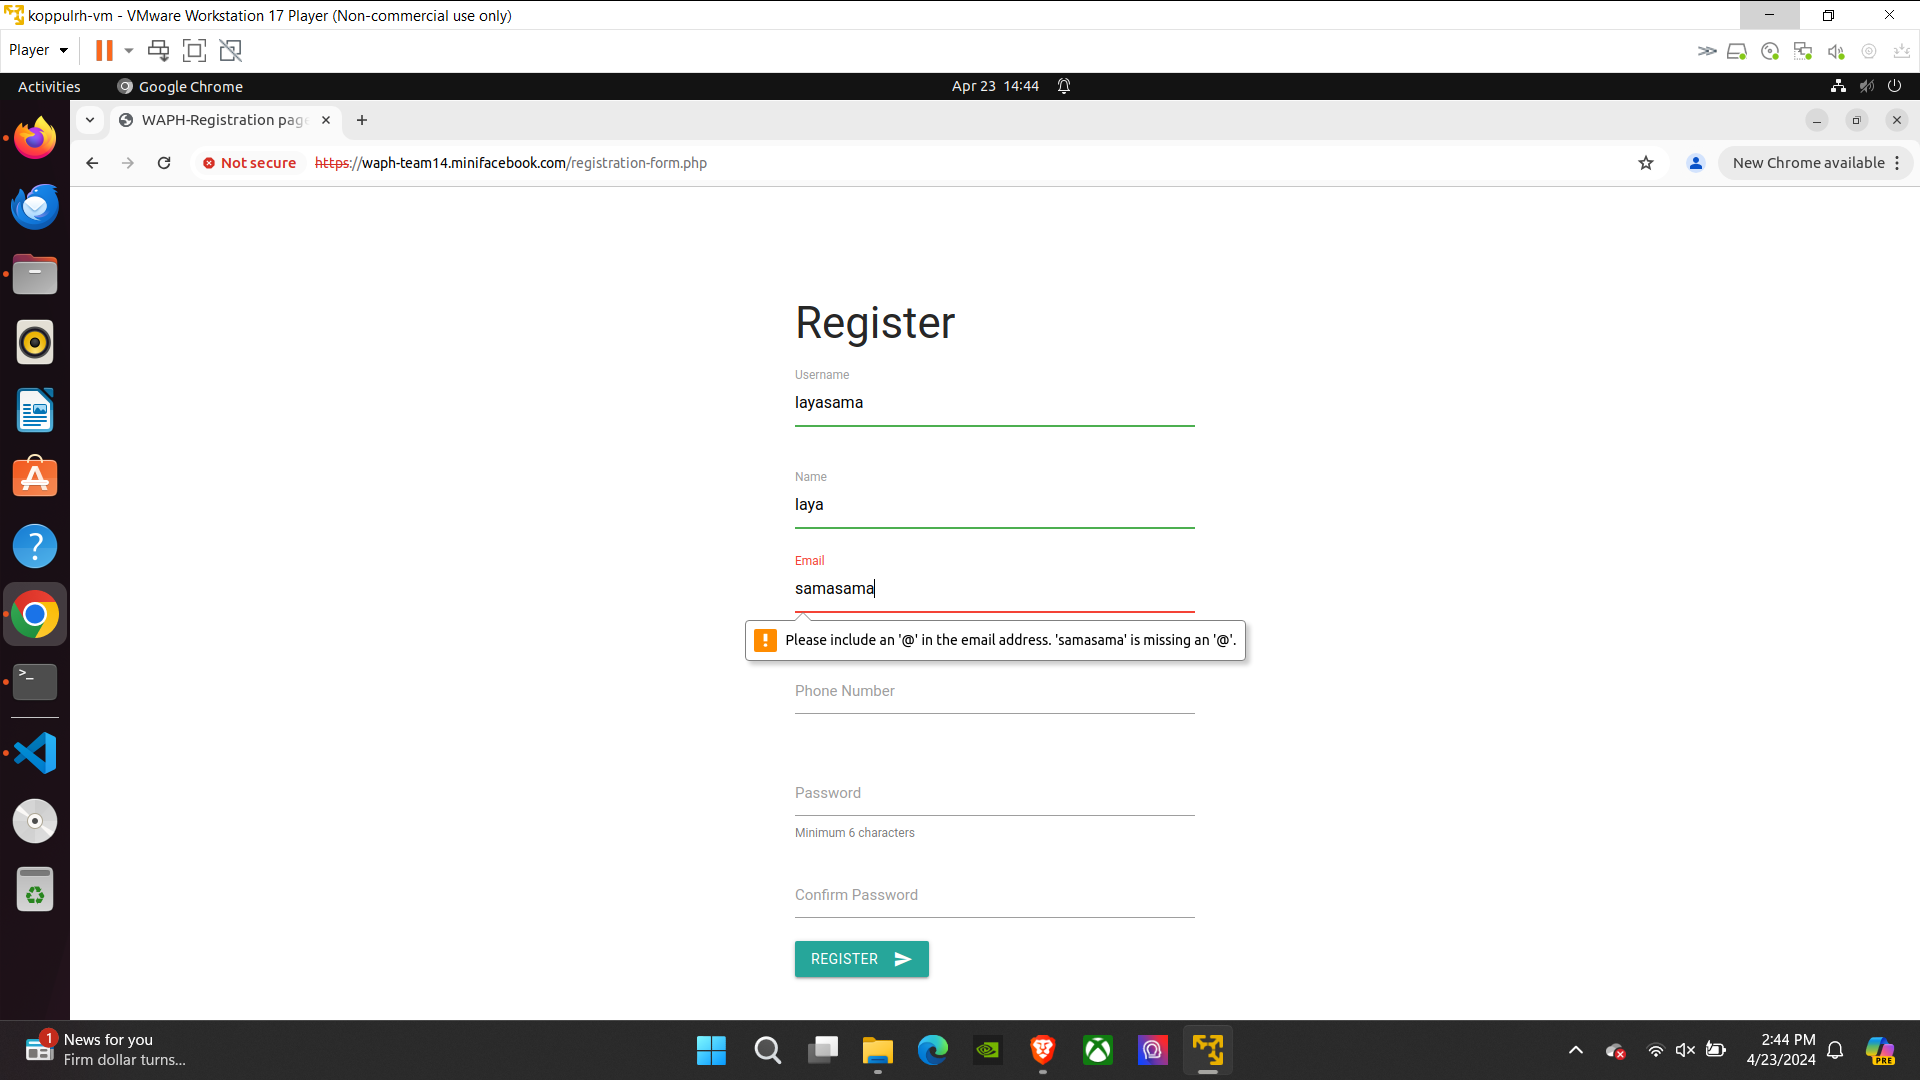 koppulrh-vm - VMware Workstation 17 Player (Non-commercial use only)
Player
Activities
Google Chrome
Apr 23 14:44
WAPH-Registration pag
New Chrome available
Not secure
https://waph-team14.minifacebook.com/registration-form.php
Register
Username
layasama
Name
laya
Email
samasama
Please include an '@' in the email address. 'samasama' is missing an '@'.
Phone Number
Password
Minimum 6 characters
Confirm Password
REGISTER
1
News for you
Firm dollar turns...
2:44 PM
4/23/2024
PRE